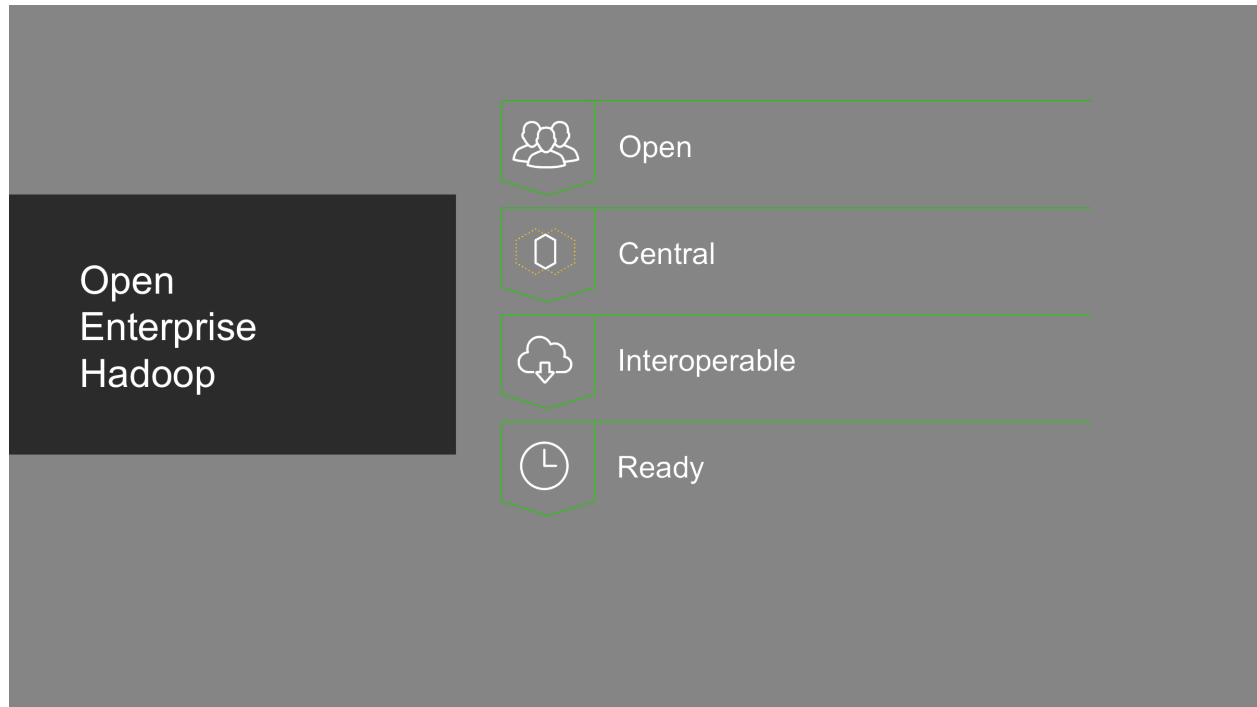 Open
Enterprise
Hadoop
Open
Central
Interoperable
Ready